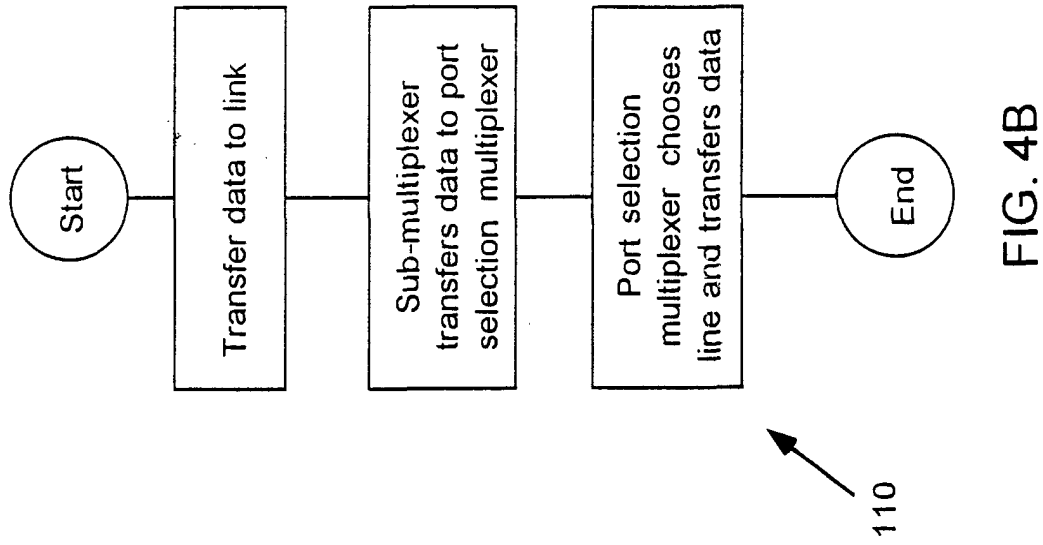 Start
Transfer data to link
Sub-multiplexer
transfers data to port
selection multiplexer
Port selection
multiplexer chooses
line and transfers data
End
110
FIG. 4B